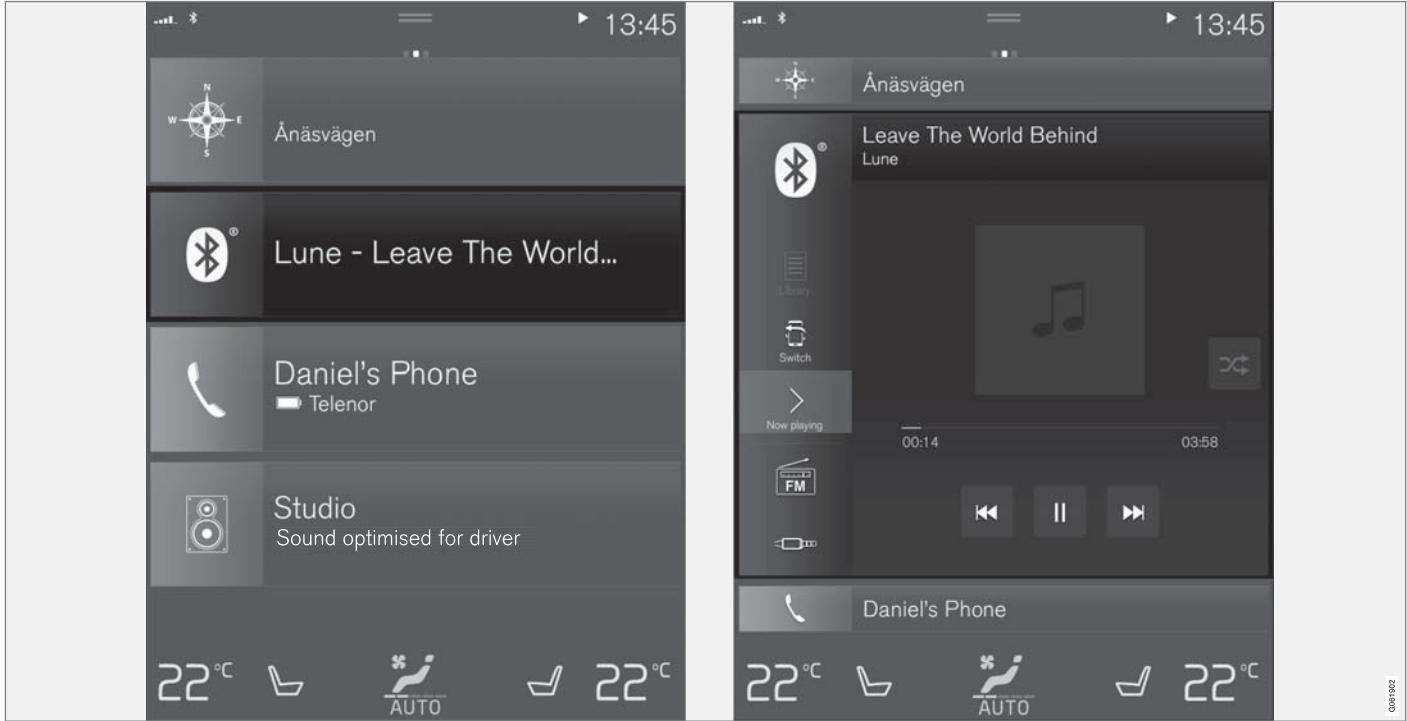 13:45
N
W E
S
Ånäsvägen
®
Lune - Leave The World...
Daniel's Phone
Telenor
Studio
Sound optimised for driver
22°C
AUTO
22°C
13:45
N
Ånäsvägen
®
Leave The World Behind
Lune
Library
Switch
Now playing
00:14
03:58
FM
Daniel's Phone
22°C
AUTO
22°C
G061902